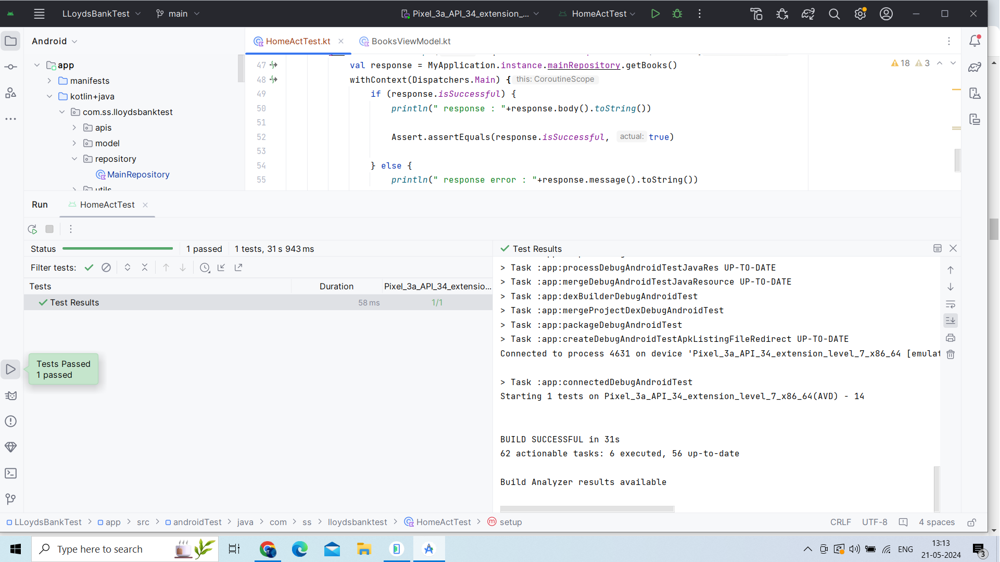 LLoydsBankTest
main
Pixel_3a_API_34_extension_...
HomeActTest
Android
HomeActTest.kt
BooksViewModel.kt
app
manifests
kotlin+java
com.ss.lloydsbanktest
apis
model
repository
MainRepository
utils
18
3
47 val response = MyApplication.instance.mainRepository.getBooks()
48 withContext(Dispatchers.Main) { this: CoroutineScope
49 if (response.isSuccessful) {
50 println(" response : "+response.body().toString())
51
52 Assert.assertEquals(response.isSuccessful, actual: true)
53
54 } else {
55 println(" response error : "+response.message().toString())
Run
HomeActTest
Status
1 passed
1 tests, 31 s 943 ms
Filter tests:
Tests
Duration
Pixel_3a_API_34_extensio...
Test Results
58 ms
1/1
Tests Passed
1 passed
Test Results
> Task :app:processDebugAndroidTestJavaRes UP-TO-DATE
> Task :app:mergeDebugAndroidTestJavaResource UP-TO-DATE
> Task :app:dexBuilderDebugAndroidTest
> Task :app:mergeProjectDexDebugAndroidTest
> Task :app:packageDebugAndroidTest
> Task :app:createDebugAndroidTestApkListingFileRedirect UP-TO-DATE
Connected to process 4631 on device 'Pixel_3a_API_34_extension_level_7_x86_64 [emulat
> Task :app:connectedDebugAndroidTest
Starting 1 tests on Pixel_3a_API_34_extension_level_7_x86_64(AVD) - 14
BUILD SUCCESSFUL in 31s
62 actionable tasks: 6 executed, 56 up-to-date
Build Analyzer results available
LLoydsBankTest > app > src > androidTest > java > com > ss > lloydsbanktest > HomeActTest > setup
CRLF
UTF-8
4 spaces
Type here to search
ENG
13:13
21-05-2024
3